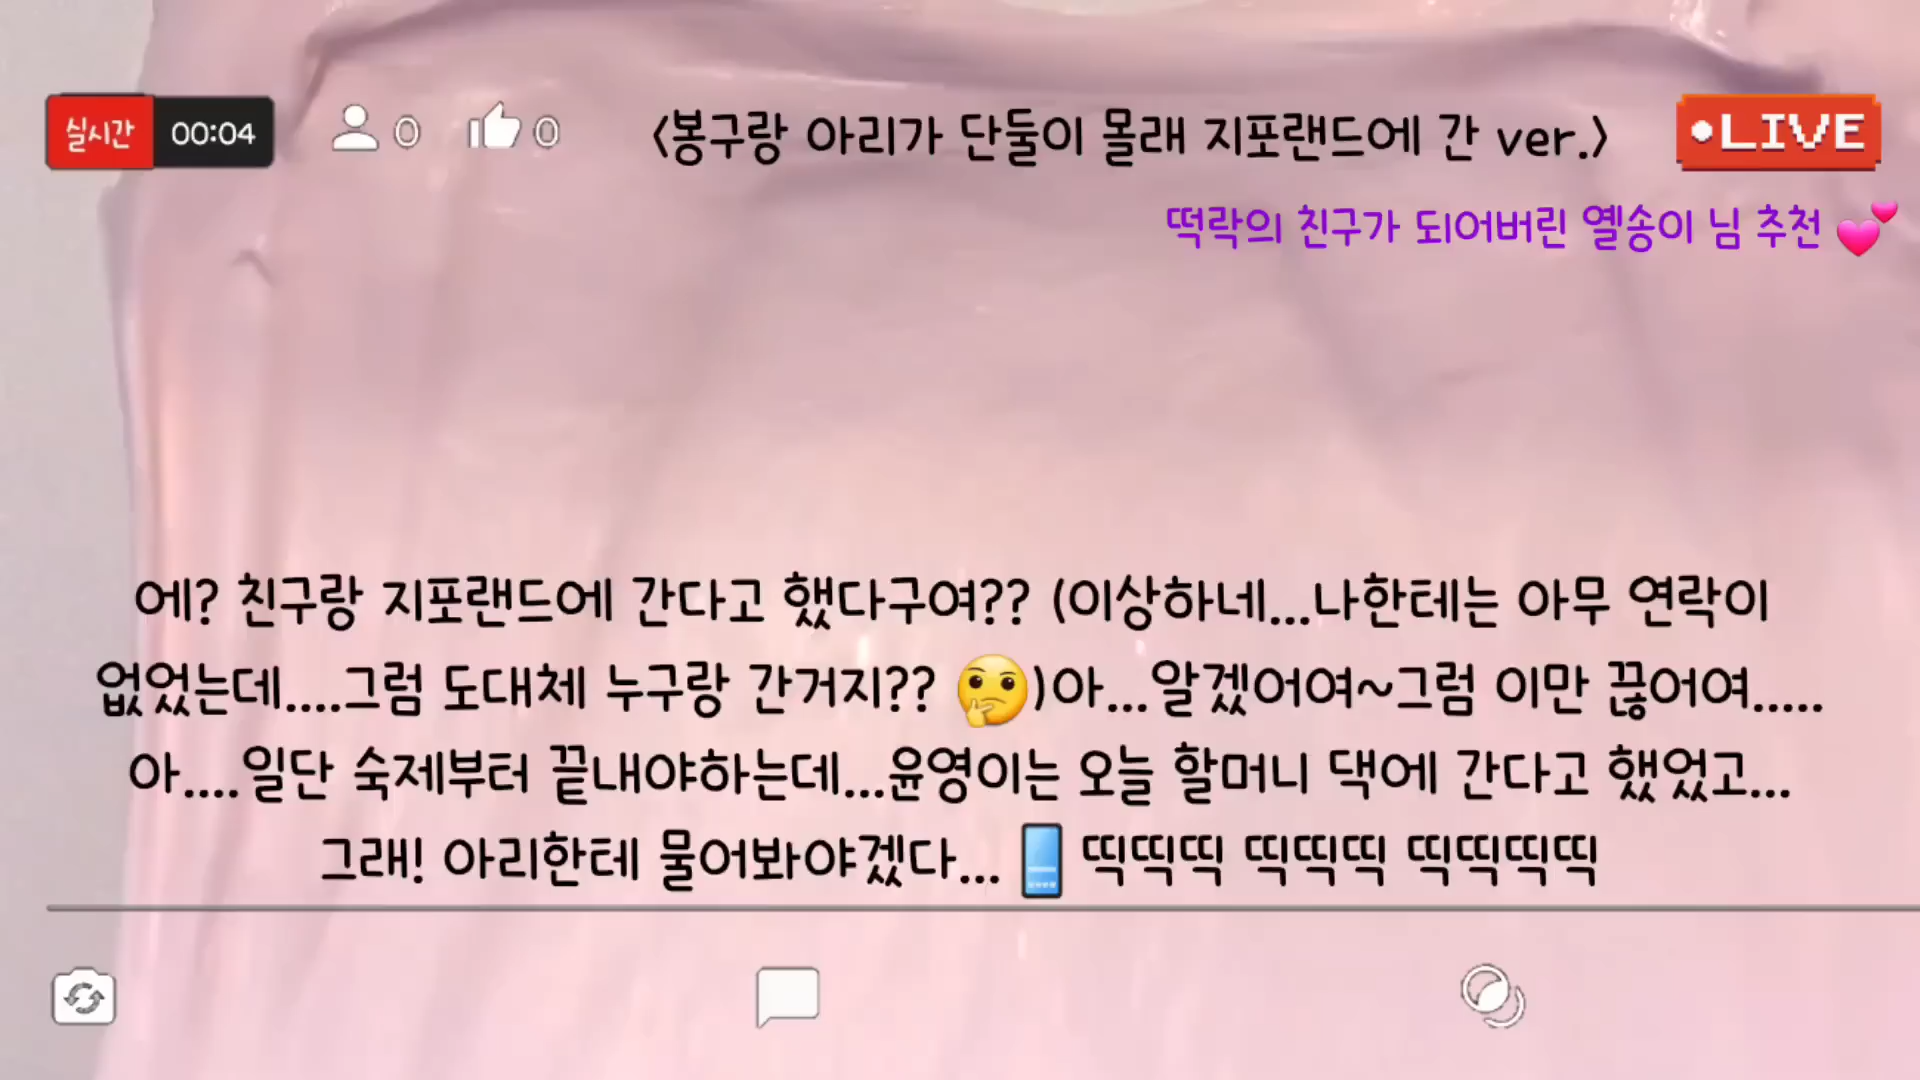 실시간 00:04 0 0 <봉구랑 아리가 단둘이 몰래 지포랜드에 간 ver.> •LIVE
떡락의 친구가 되어버린 옐송이 님 추천 💕
에? 친구랑 지포랜드에 간다고 했다구여?? (이상하네...나한테는 아무 연락이
없었는데....그럼 도대체 누구랑 간거지?? 🤔)아...알겠어여~그럼 이만 끊어여.....
아....일단 숙제부터 끝내야하는데...윤영이는 오늘 할머니 댁에 간다고 했었고...
그래! 아리한테 물어봐야겠다...📱 띡띡띡 띡띡띡 띡띡띡띡